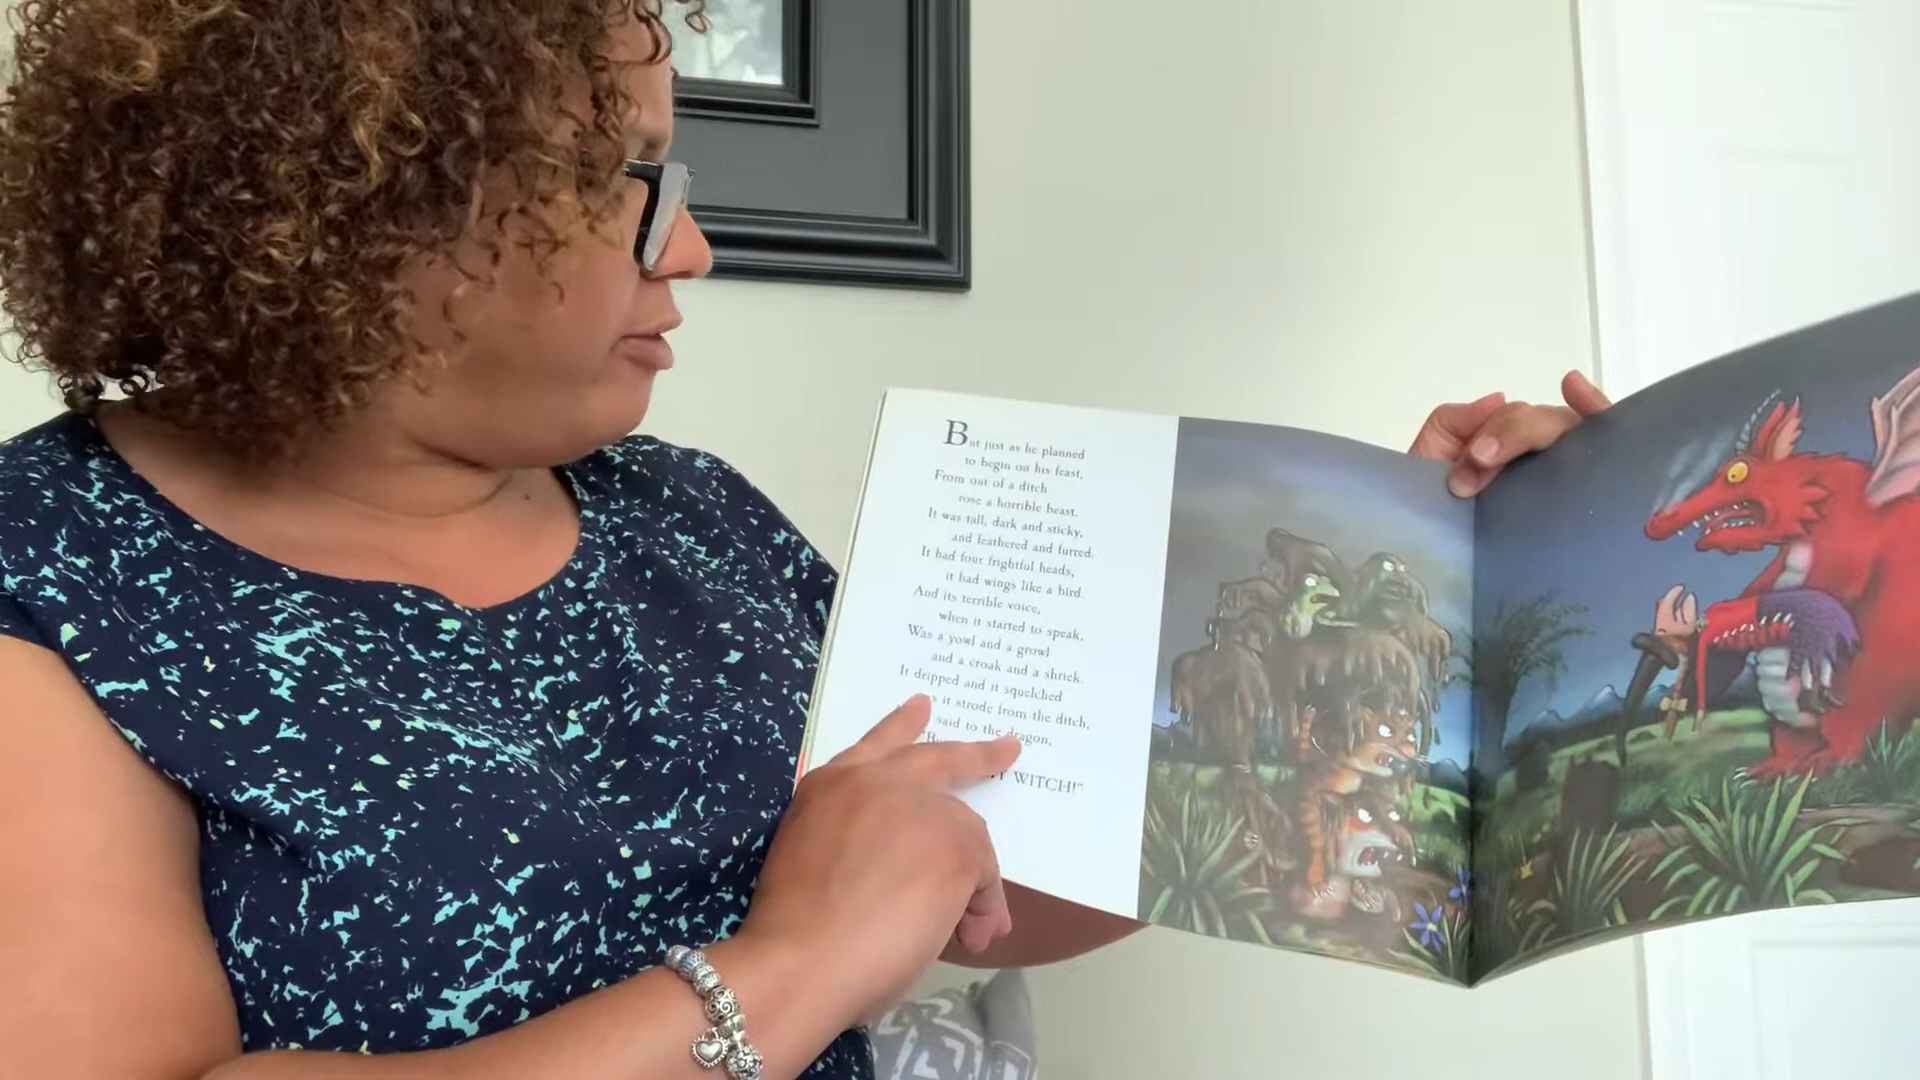 But just as he planned
to begin on his feast,
From out of a ditch
rose a horrible beast.
It was tall, dark and sticky,
and feathered and furred.
It had four frightful heads,
it had wings like a bird.
And its terrible voice,
when it started to speak,
Was a yowl and a growl
and a croak and a shriek.
It dripped and it squelched
it strode from the ditch,
said to the dragon,
WITCH!"